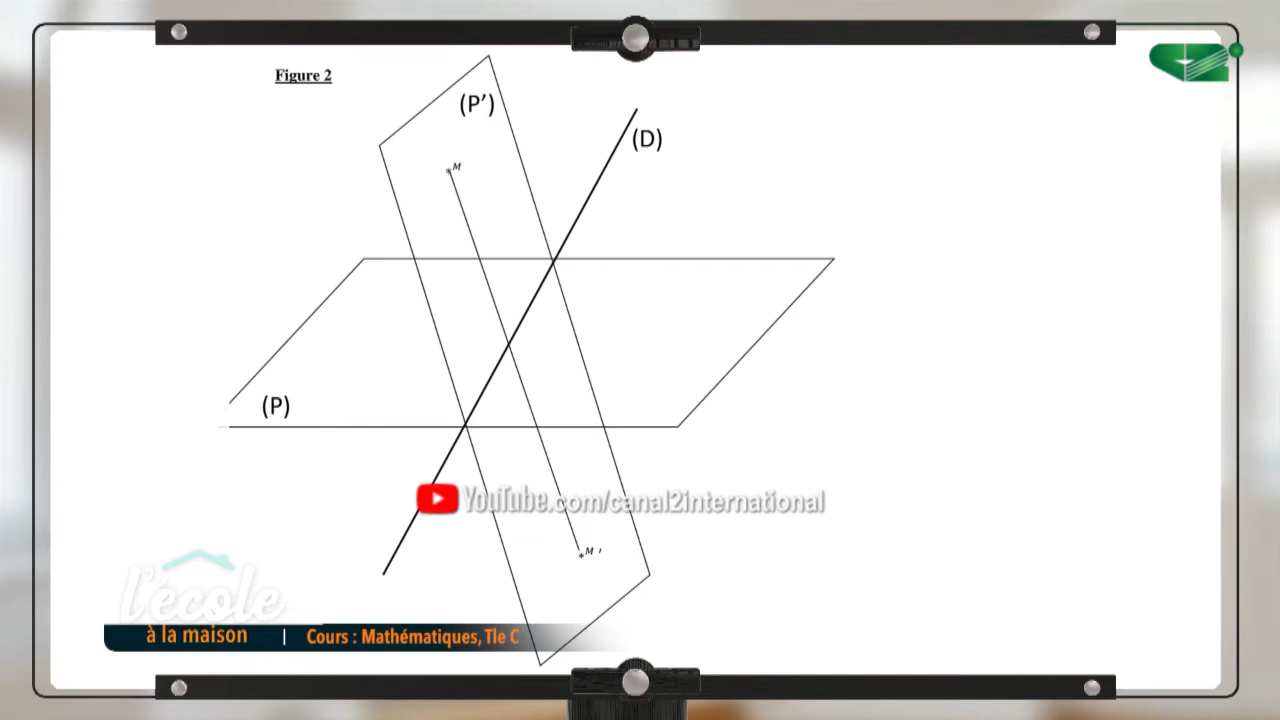 Figure 2
(P’)
(D)
M
(P)
YouTube.com/canal2international
M '
l'école
à la maison | Cours : Mathématiques, Tle C